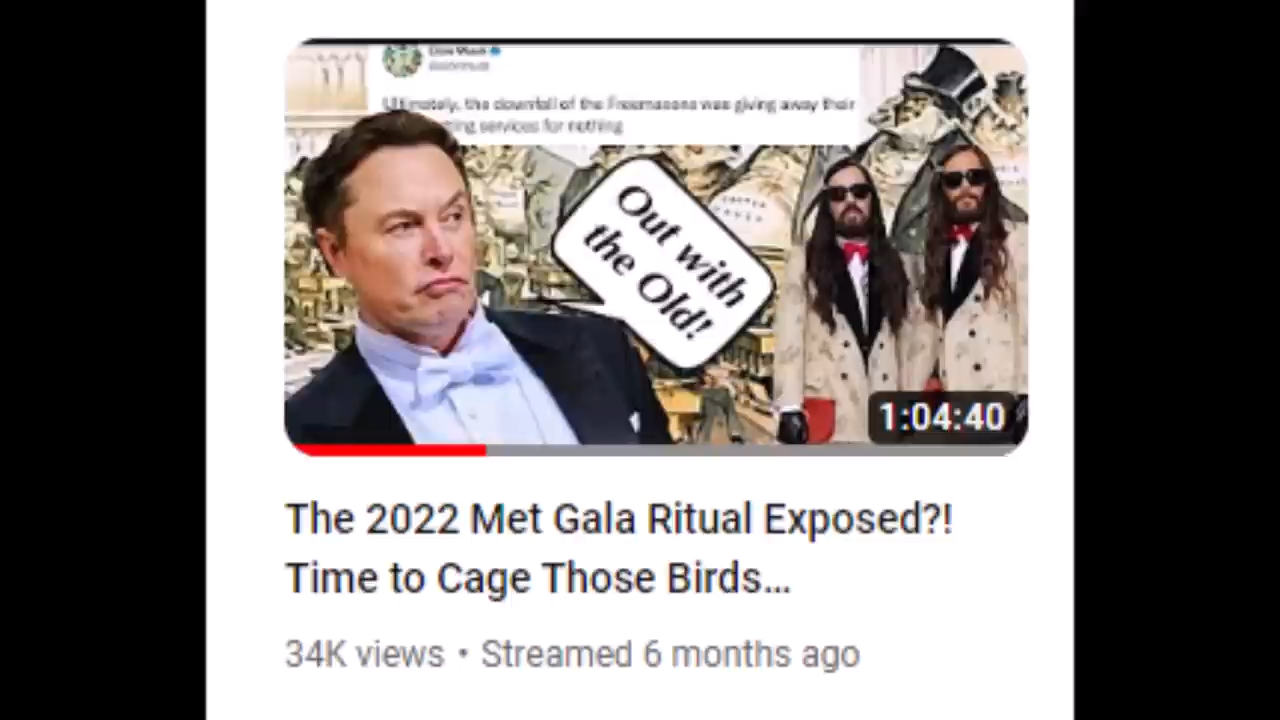 Ultimately, the downfall of the Freemasons was giving away their
ting services for nothing
Out with
the Old!
1:04:40
The 2022 Met Gala Ritual Exposed?!
Time to Cage Those Birds...
34K views • Streamed 6 months ago